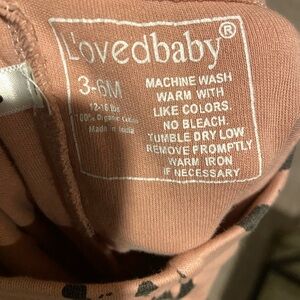 L'ovedbaby®
3-6M
12-16 lbs
100% Organic Cotton
Made in India
MACHINE WASH
WARM WITH
LIKE COLORS.
NO BLEACH.
TUMBLE DRY LOW
REMOVE PROMPTLY
WARM IRON
IF NECESSARY